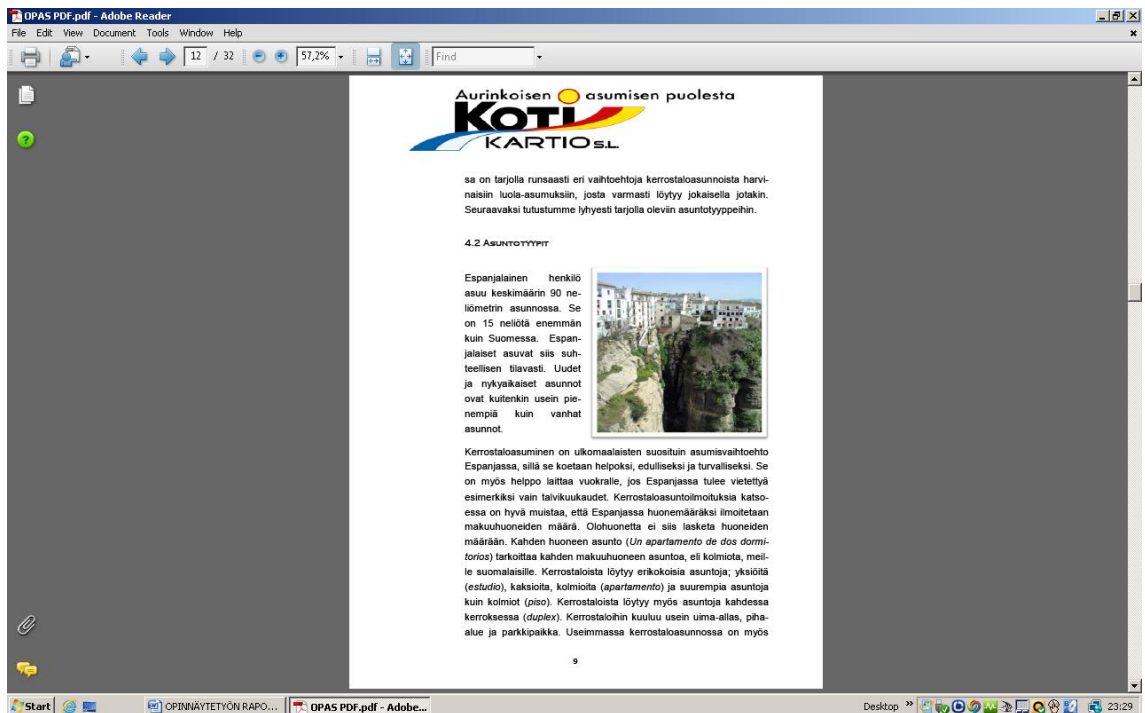 OPAS PDF.pdf - Adobe Reader
File Edit View Document Tools Window Help
12 / 32 57,2% Find
Aurinkoisen asumisen puolesta
KOTI
KARTIO S.L.
sa on tarjolla runsaasti eri vaihtoehtoja kerrostaloasunnoista harvi-
naisiin luola-asumuksiin, josta varmasti löytyy jokaisella jotakin.
Seuraavaksi tutustumme lyhyesti tarjolla oleviin asuntotyyppeihin.
4.2 ASUNTOTYYPIT
Espanjalainen henkilö
asuu keskimäärin 90 ne-
liömetrin asunnossa. Se
on 15 neliötä enemmän
kuin Suomessa. Espan-
jalaiset asuvat siis suh-
teellisen tilavasti. Uudet
ja nykyaikaiset asunnot
ovat kuitenkin usein pie-
nempiä kuin vanhat
asunnot.
Kerrostaloasuminen on ulkomaalaisten suosituin asumisvaihtoehto
Espanjassa, sillä se koetaan helpoksi, edulliseksi ja turvalliseksi. Se
on myös helppo laittaa vuokralle, jos Espanjassa tulee vietettyä
esimerkiksi vain talvikuukaudet. Kerrostaloasuntoilmoituksia katso-
essa on hyvä muistaa, että Espanjassa huonemääräksi ilmoitetaan
makuuhuoneiden määrä. Olohuonetta ei siis lasketa huoneiden
määrään. Kahden huoneen asunto (Un apartamento de dos dormi-
torios) tarkoittaa kahden makuuhuoneen asuntoa, eli kolmiota, meil-
le suomalaisille. Kerrostaloista löytyy erikokoisia asuntoja; yksiöitä
(estudio), kaksioita, kolmioita (apartamento) ja suurempia asuntoja
kuin kolmiot (piso). Kerrostaloista löytyy myös asuntoja kahdessa
kerroksessa (duplex). Kerrostaloihin kuuluu usein uima-allas, piha-
alue ja parkkipaikka. Useimmassa kerrostaloasunnossa on myös
9
Start OPINNÄYTETYÖN RAPO... OPAS PDF.pdf - Adobe... Desktop » 23:29